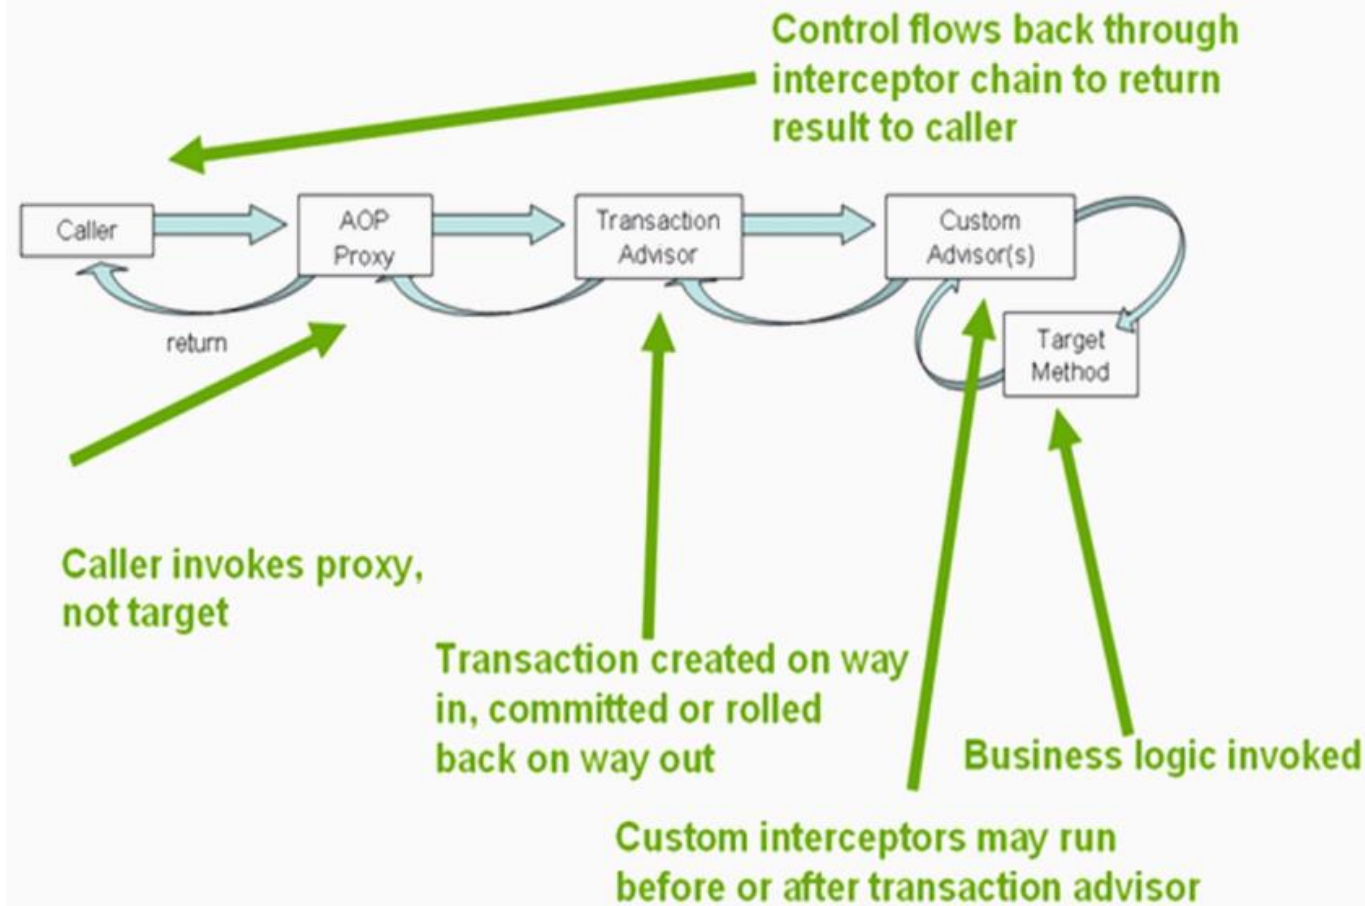 Control flows back through
interceptor chain to return
result to caller
Caller
AOP
Proxy
Transaction
Advisor
Custom
Advisor(s)
return
Target
Method
Caller invokes proxy,
not target
Transaction created on way
in, committed or rolled
back on way out
Business logic invoked
Custom interceptors may run
before or after transaction advisor